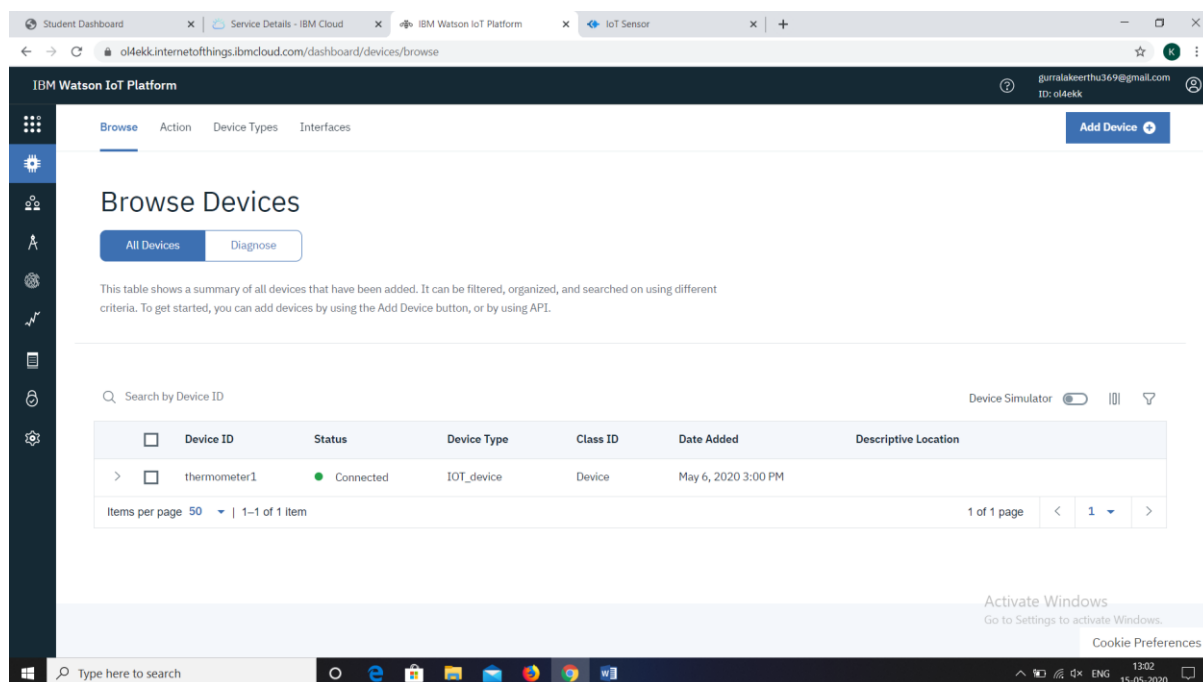 Student Dashboard
Service Details - IBM Cloud
IBM Watson IoT Platform
IoT Sensor
ol4ekk.internetofthings.ibmcloud.com/dashboard/devices/browse
K
IBM Watson IoT Platform
gurralakeerthu369@gmail.com
ID: ol4ekk
Browse Action Device Types Interfaces
Add Device
Browse Devices
All Devices Diagnose
This table shows a summary of all devices that have been added. It can be filtered, organized, and searched on using different
criteria. To get started, you can add devices by using the Add Device button, or by using API.
Search by Device ID
Device Simulator
Device ID Status Device Type Class ID Date Added Descriptive Location
thermometer1 Connected IOT_device Device May 6, 2020 3:00 PM
Items per page 50 | 1–1 of 1 item
1 of 1 page 1
Activate Windows
Go to Settings to activate Windows.
Cookie Preferences
Type here to search
ENG
13:02
15-05-2020